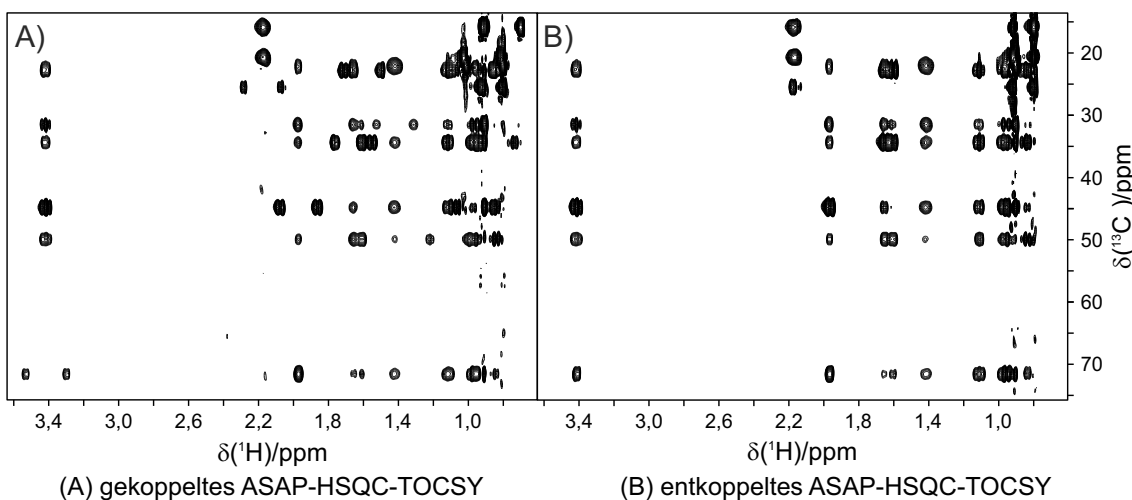 A)
B)
20
30
40
50
60
70
δ(¹³C )/ppm
3,4 3,0 2,6 2,2 1,8 1,4 1,0
3,4 3,0 2,6 2,2 1,8 1,4 1,0
δ(¹H)/ppm
δ(¹H)/ppm
(A) gekoppeltes ASAP-HSQC-TOCSY
(B) entkoppeltes ASAP-HSQC-TOCSY